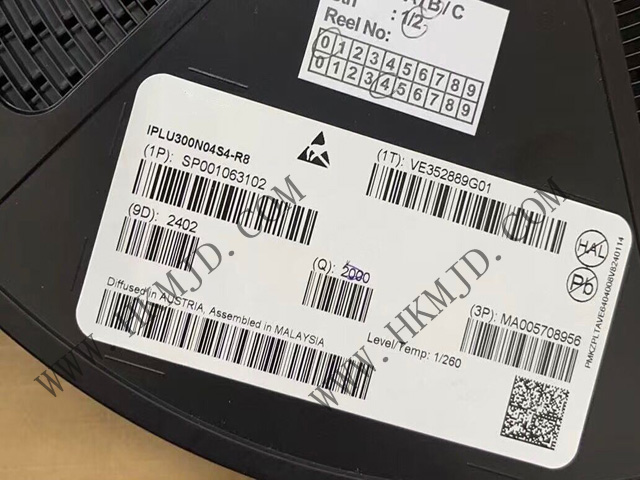 (B)/C
: 1/2
Reel No:
0 1 2 3 4 5 6 7 8 9
0 1 2 3 4 5 6 7 8 9
IPLU300N04S4-R8
(1P): SP001063102
(1T): VE352889G01
(9D): 2402
(Q): 2000
HAL
Pb
Diffused in AUSTRIA, Assembled in MALAYSIA
Level/Temp: 1/260
(3P): MA005708956
PMKZPLTAVE6404008V8240114
WWW.HKMJD.COM
WWW.HKMJD.COM